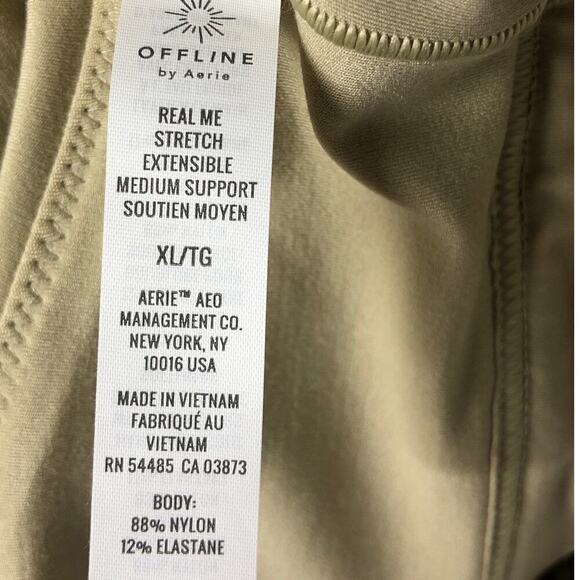 OFFLINE
by Aerie
REAL ME
STRETCH
EXTENSIBLE
MEDIUM SUPPORT
SOUTIEN MOYEN
XL/TG
AERIE™ AEO
MANAGEMENT CO.
NEW YORK, NY
10016 USA
MADE IN VIETNAM
FABRIQUÉ AU
VIETNAM
RN 54485 CA 03873
BODY:
88% NYLON
12% ELASTANE